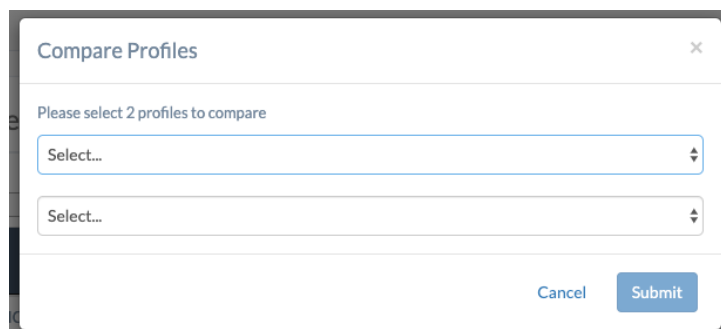 Compare Profiles
×
Please select 2 profiles to compare
Select...
Select...
Cancel Submit